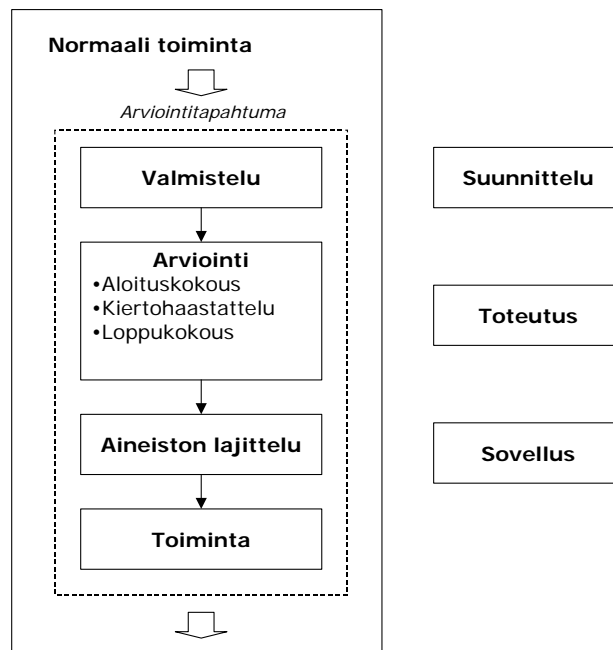 Normaali toiminta
Arviointitapahtuma
Valmistelu
Arviointi
•Aloituskokous
•Kiertohaastattelu
•Loppukokous
Aineiston lajittelu
Toiminta
Suunnittelu
Toteutus
Sovellus